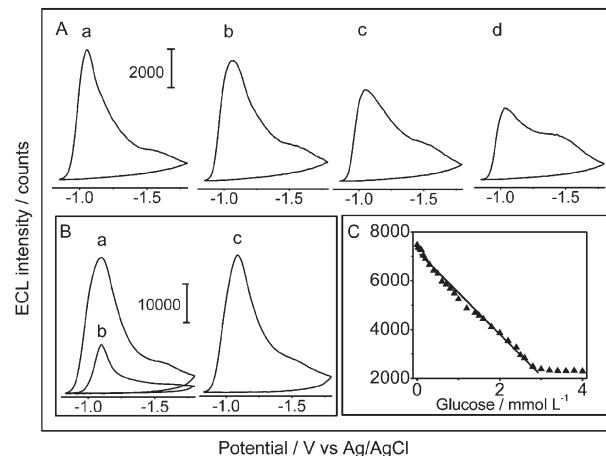 A
a
b
c
d
2000
-1.0 -1.5
-1.0 -1.5
-1.0 -1.5
-1.0 -1.5
ECL intensity / counts
B
a
b
c
10000
-1.0 -1.5
-1.0 -1.5
C
8000
6000
4000
2000
0 2 4
Glucose / mmol L⁻¹
Potential / V vs Ag/AgCl